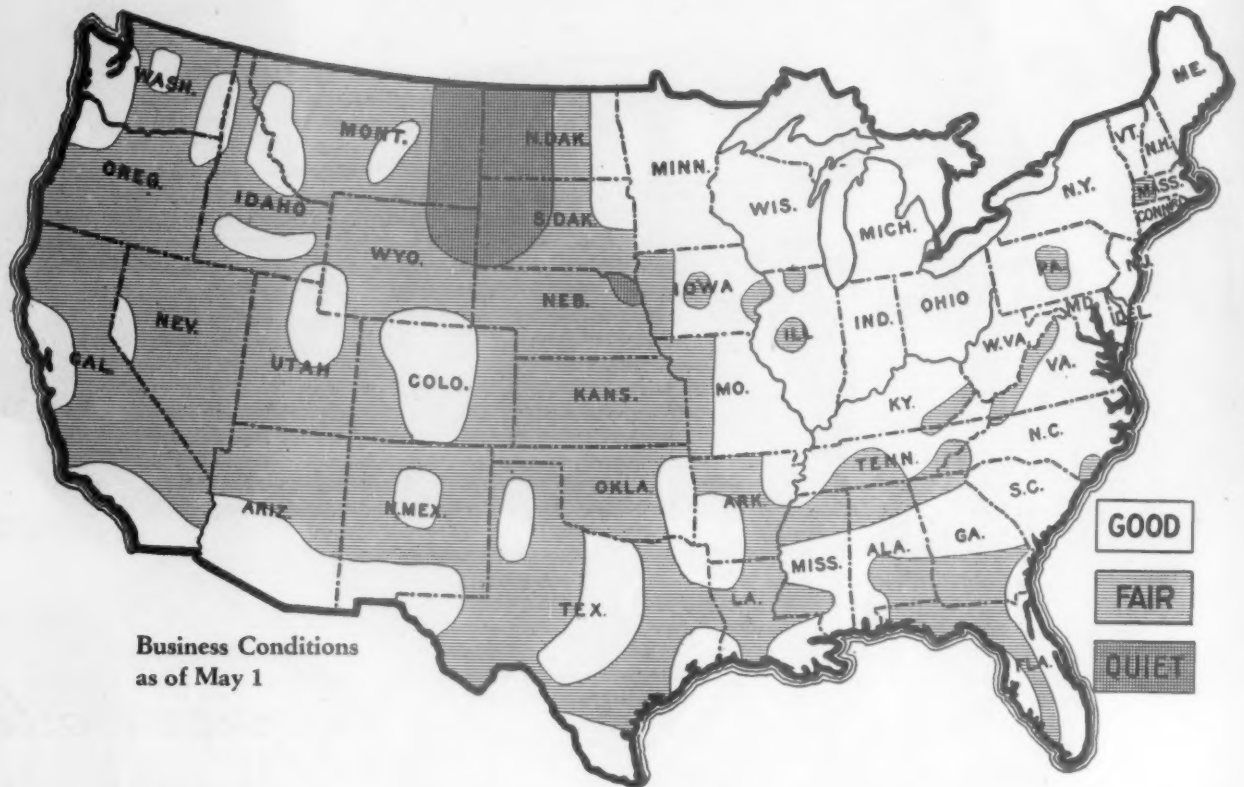 WASH.
MONT.
N.DAK.
MINN.
ME.
VT.
N.H.
OREG.
IDAHO
S.DAK.
WIS.
MICH.
N.Y.
MASS.
CONN.
WYO.
NEB.
IOWA
PA.
N.J.
NEV.
ILL
IND.
OHIO
MD.
DEL.
CAL.
UTAH
COLO.
KANS.
MO.
W.VA.
VA.
KY.
N.C.
ARIZ.
N.MEX.
OKLA.
ARK.
TENN.
S.C.
MISS.
ALA.
GA.
TEX.
LA.
FLA.
GOOD
FAIR
QUIET
Business Conditions
as of May 1